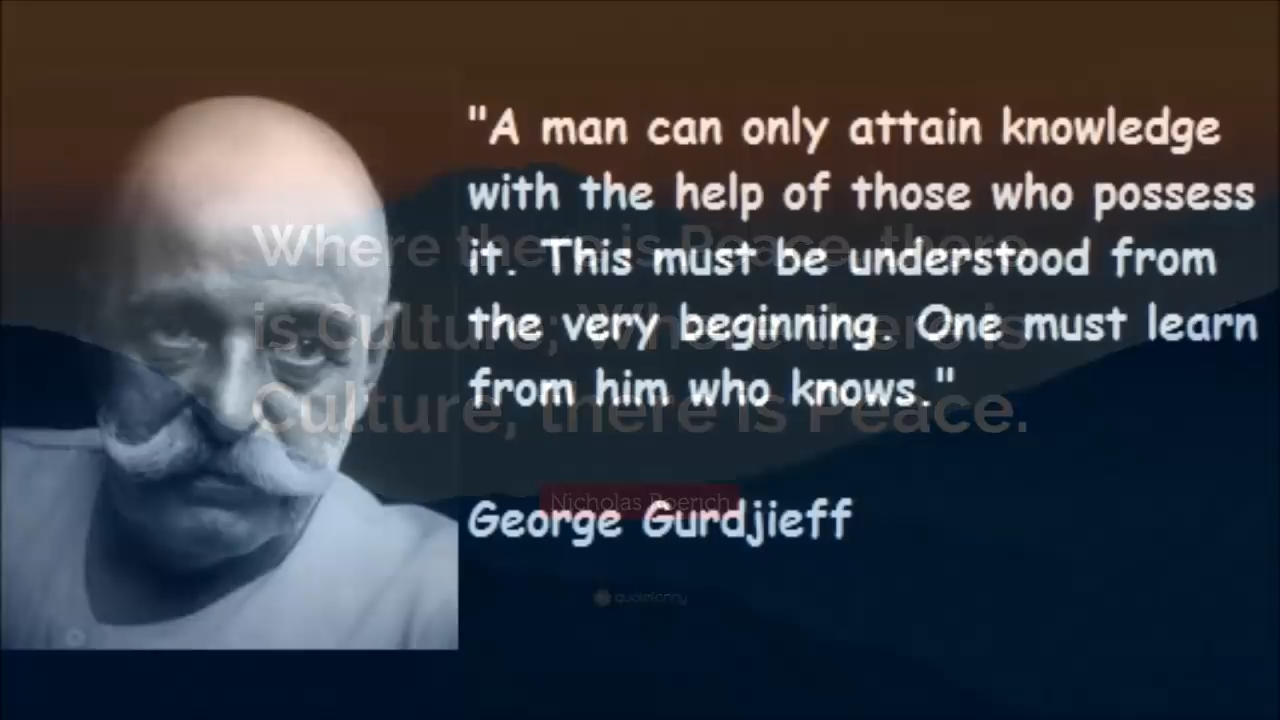 "A man can only attain knowledge
with the help of those who possess
it. This must be understood from
the very beginning. One must learn
from him who knows."
George Gurdjieff
Where there is Peace, there
is Culture; Where there is
Culture, there is Peace.
Nicholas Roerich
quotefancy